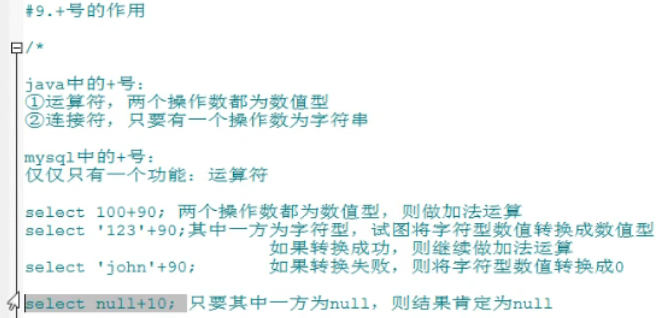 #9.+号的作用
/*
java中的+号：
①运算符，两个操作数都为数值型
②连接符，只要有一个操作数为字符串
mysql中的+号：
仅仅只有一个功能：运算符
select 100+90; 两个操作数都为数值型，则做加法运算
select '123'+90;其中一方为字符型，试图将字符型数值转换成数值型
如果转换成功，则继续做加法运算
select 'john'+90; 如果转换失败，则将字符型数值转换成0
select null+10; 只要其中一方为null，则结果肯定为null